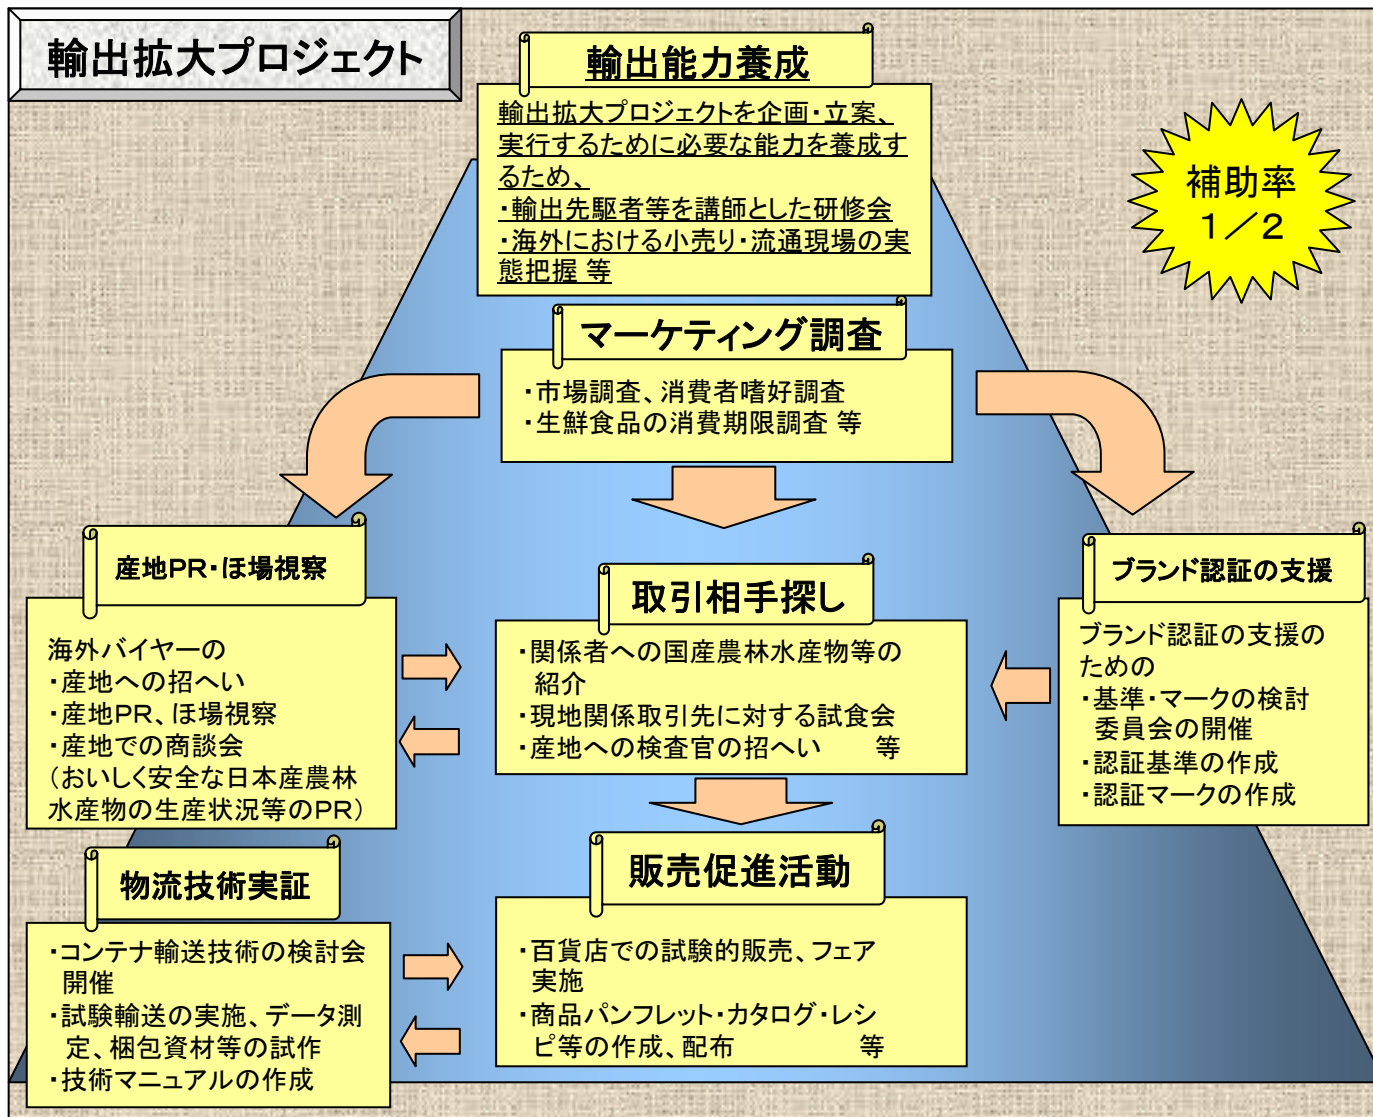 輸出拡大プロジェクト
輸出能力養成
輸出拡大プロジェクトを企画・立案、
実行するために必要な能力を養成す
るため、
・輸出先駆者等を講師とした研修会
・海外における小売り・流通現場の実
態把握 等
補助率
1／2
マーケティング調査
・市場調査、消費者嗜好調査
・生鮮食品の消費期限調査 等
産地PR・ほ場視察
海外バイヤーの
・産地への招へい
・産地PR、ほ場視察
・産地での商談会
（おいしく安全な日本産農林
水産物の生産状況等のPR）
取引相手探し
・関係者への国産農林水産物等の
紹介
・現地関係取引先に対する試食会
・産地への検査官の招へい 等
ブランド認証の支援
ブランド認証の支援の
ための
・基準・マークの検討
委員会の開催
・認証基準の作成
・認証マークの作成
物流技術実証
・コンテナ輸送技術の検討会
開催
・試験輸送の実施、データ測
定、梱包資材等の試作
・技術マニュアルの作成
販売促進活動
・百貨店での試験的販売、フェア
実施
・商品パンフレット・カタログ・レシ
ピ等の作成、配布 等